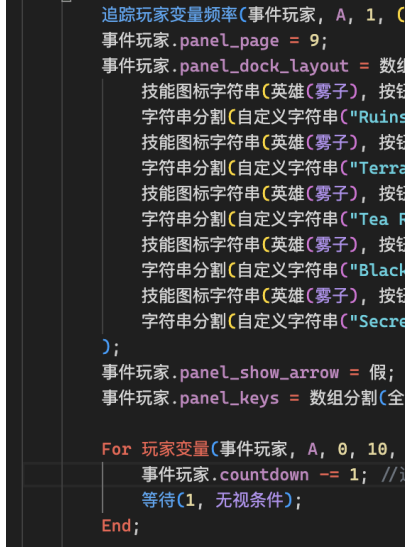 追踪玩家变量频率(事件玩家, A, 1, (
事件玩家.panel_page = 9;
事件玩家.panel_dock_layout = 数组
技能图标字符串(英雄(雾子), 按钮
字符串分割(自定义字符串("Ruins
技能图标字符串(英雄(雾子), 按钮
字符串分割(自定义字符串("Terra
技能图标字符串(英雄(雾子), 按钮
字符串分割(自定义字符串("Tea R
技能图标字符串(英雄(雾子), 按钮
字符串分割(自定义字符串("Black
技能图标字符串(英雄(雾子), 按钮
字符串分割(自定义字符串("Secre
);
事件玩家.panel_show_arrow = 假;
事件玩家.panel_keys = 数组分割(全
For 玩家变量(事件玩家, A, 0, 10,
事件玩家.countdown -= 1; //
等待(1, 无视条件);
End;